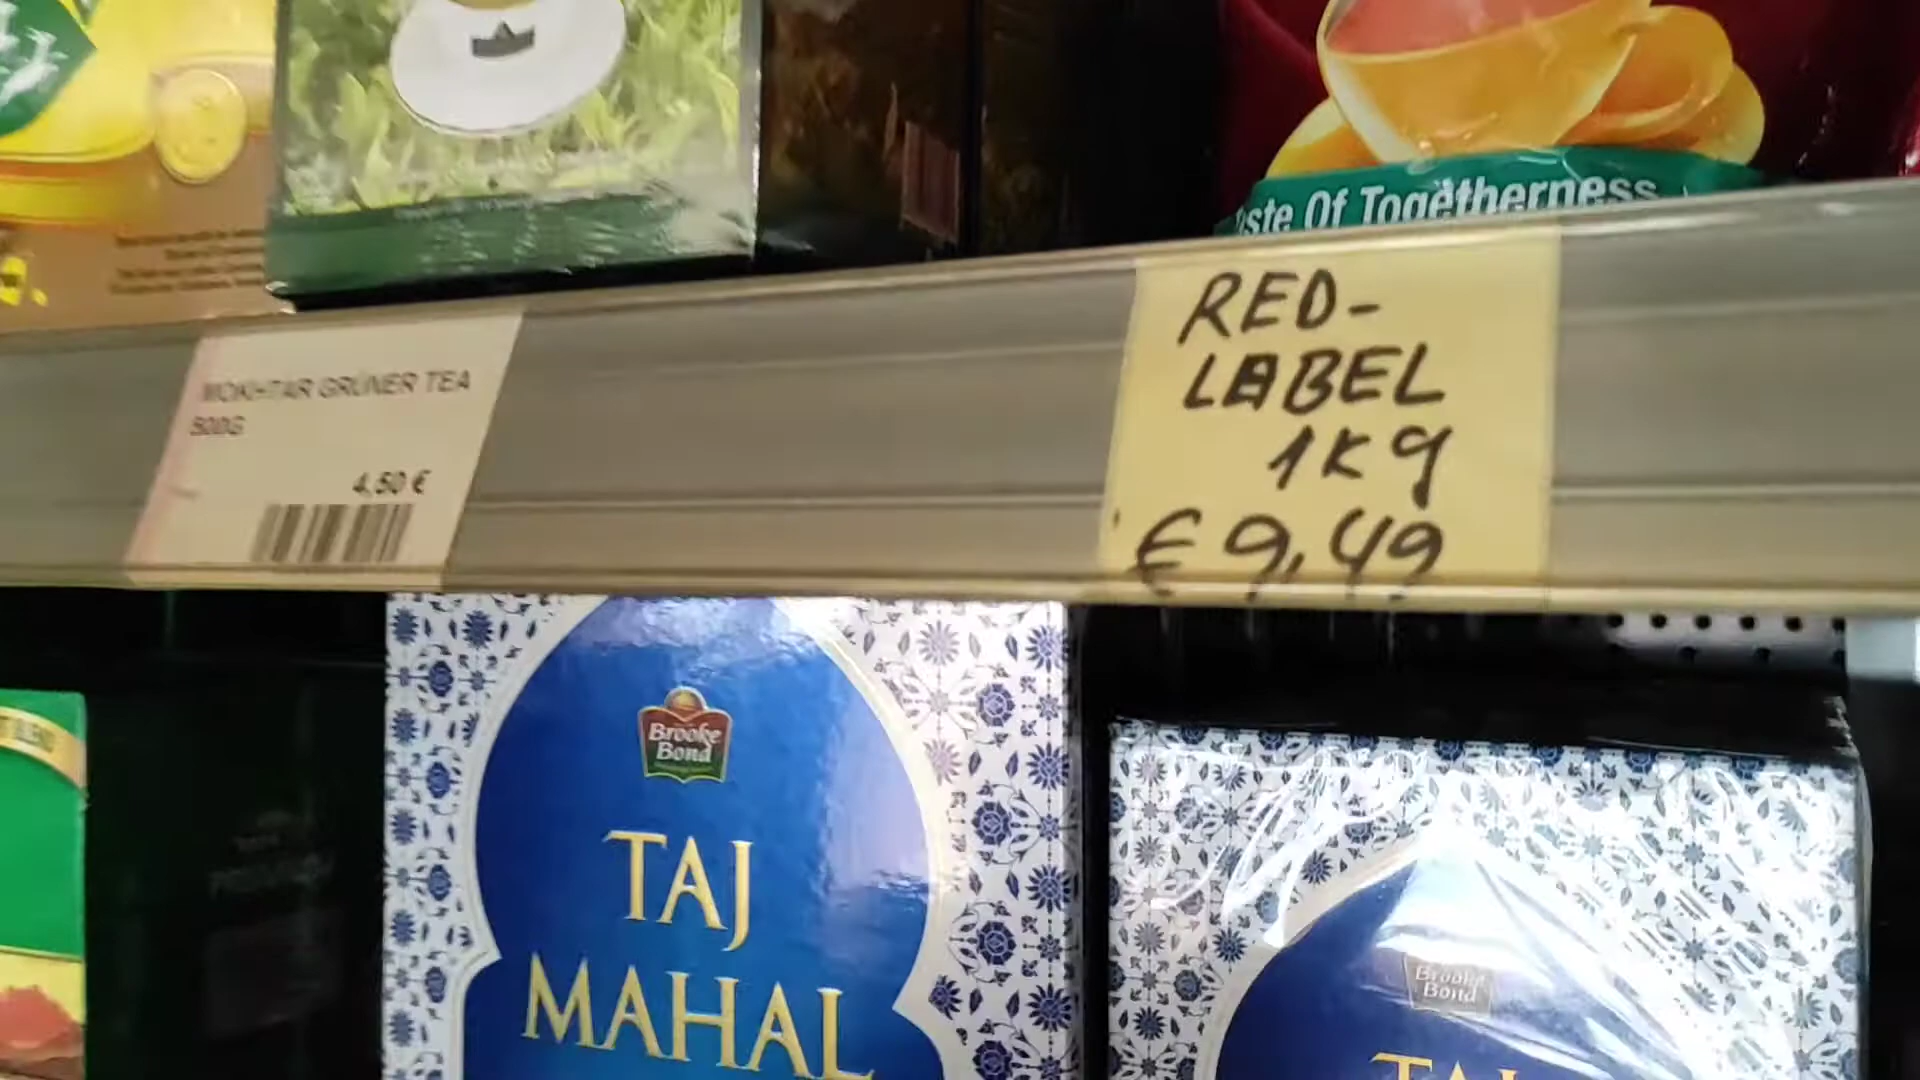 aste Of Togetherness
RED-
LABEL
1Kg
€9,49
MOKHTAR GRÜNER TEA
500G
4,50 €
Brooke
Bond
TAJ
MAHAL
Brooke
Bond
TAJ